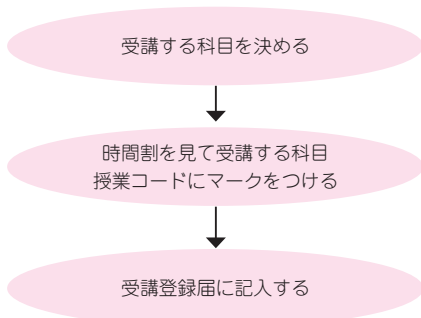 受講する科目を決める
時間割を見て受講する科目
授業コードにマークをつける
受講登録届に記入する